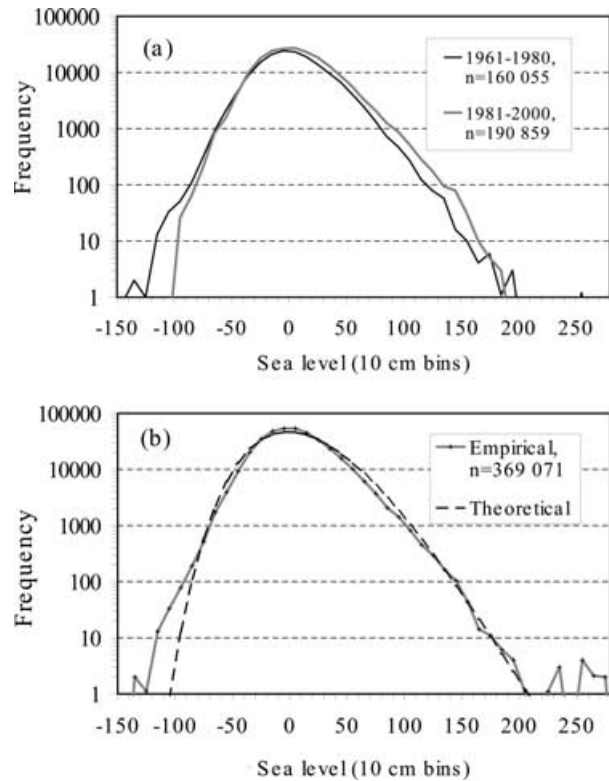 (a)
1961-1980,
n=160 055
1981-2000,
n=190 859
Frequency
100000
10000
1000
100
10
1
-150 -100 -50 0 50 100 150 200 250
Sea level (10 cm bins)
(b)
Empirical,
n=369 071
Theoretical
Frequency
100000
10000
1000
100
10
1
-150 -100 -50 0 50 100 150 200 250
Sea level (10 cm bins)